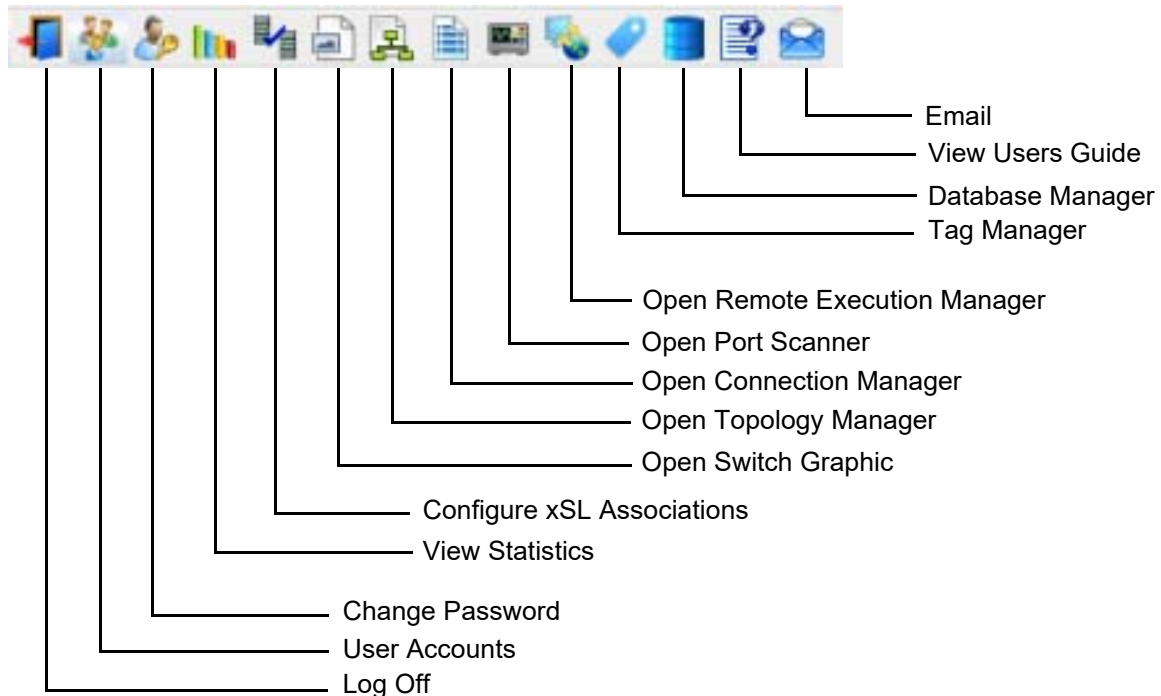 Email
View Users Guide
Database Manager
Tag Manager
Open Remote Execution Manager
Open Port Scanner
Open Connection Manager
Open Topology Manager
Open Switch Graphic
Configure xSL Associations
View Statistics
Change Password
User Accounts
Log Off